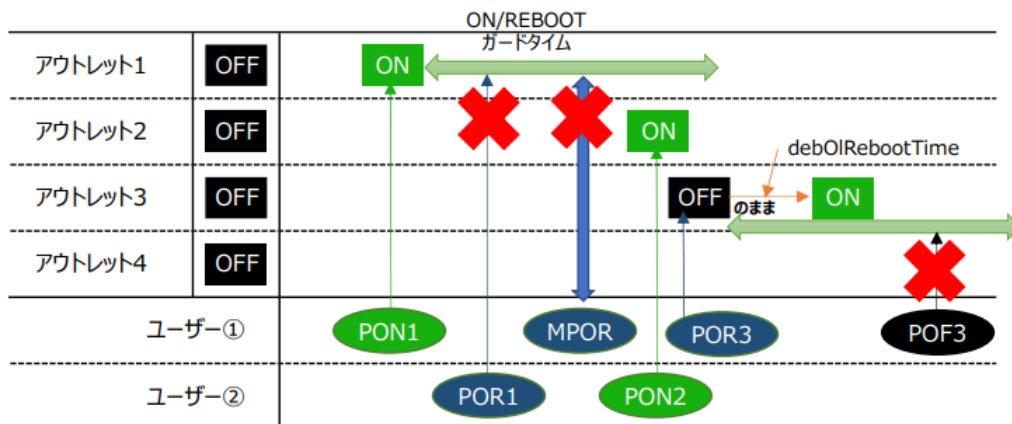 ON/REBOOT
ガードタイム
アウトレット1 OFF ON
アウトレット2 OFF ON
debOlRebootTime
アウトレット3 OFF OFF のまま ON
アウトレット4 OFF
ユーザー① PON1 MPOR POR3 POF3
ユーザー② POR1 PON2